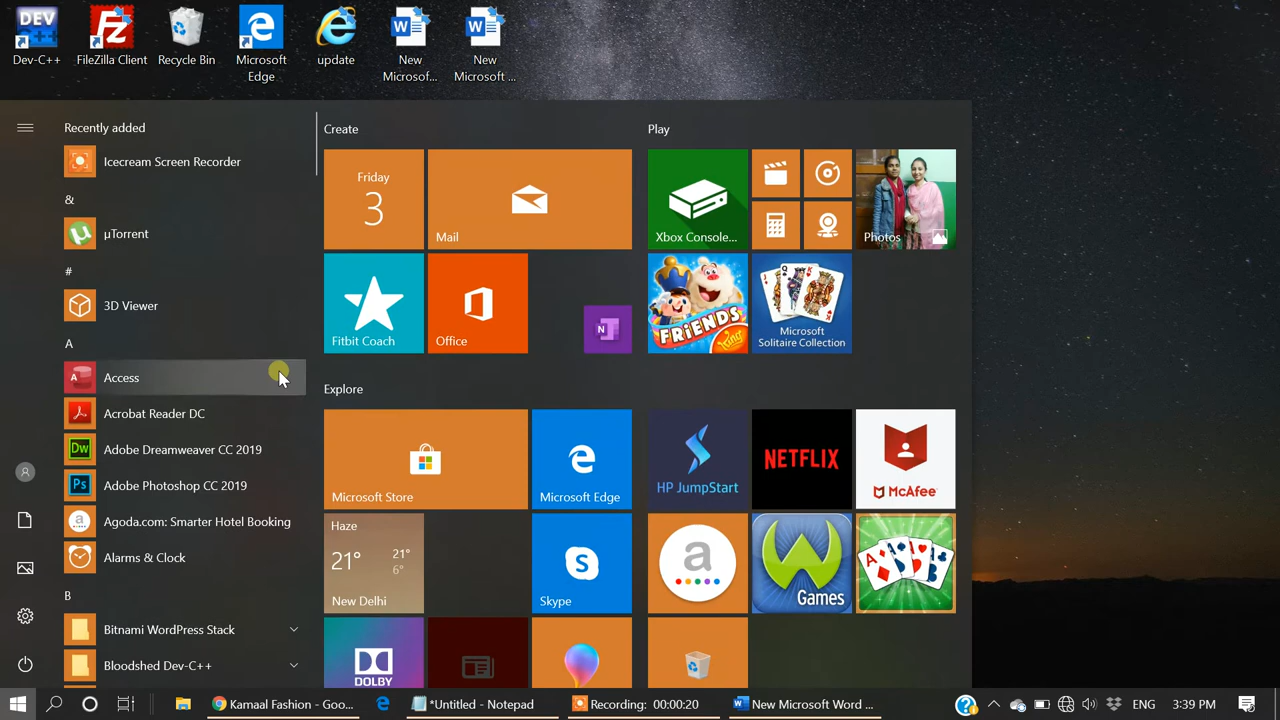 DEV
Dev-C++
FileZilla Client
Recycle Bin
Microsoft
Edge
update
New
Microsof...
New
Microsoft ...
Recently added
Icecream Screen Recorder
&
µTorrent
#
3D Viewer
A
Access
Acrobat Reader DC
Adobe Dreamweaver CC 2019
Adobe Photoshop CC 2019
Agoda.com: Smarter Hotel Booking
Alarms & Clock
B
Bitnami WordPress Stack
Bloodshed Dev-C++
Create
Friday
3
Mail
Fitbit Coach
Office
N
Play
Xbox Console...
Photos
FRIENDS
King
Microsoft
Solitaire Collection
Explore
Microsoft Store
Microsoft Edge
HP JumpStart
NETFLIX
McAfee
Haze
21°
21°
6°
New Delhi
Skype
a
Games
DOLBY
Kamaal Fashion - Goo...
*Untitled - Notepad
Recording: 00:00:20
New Microsoft Word ...
ENG
3:39 PM